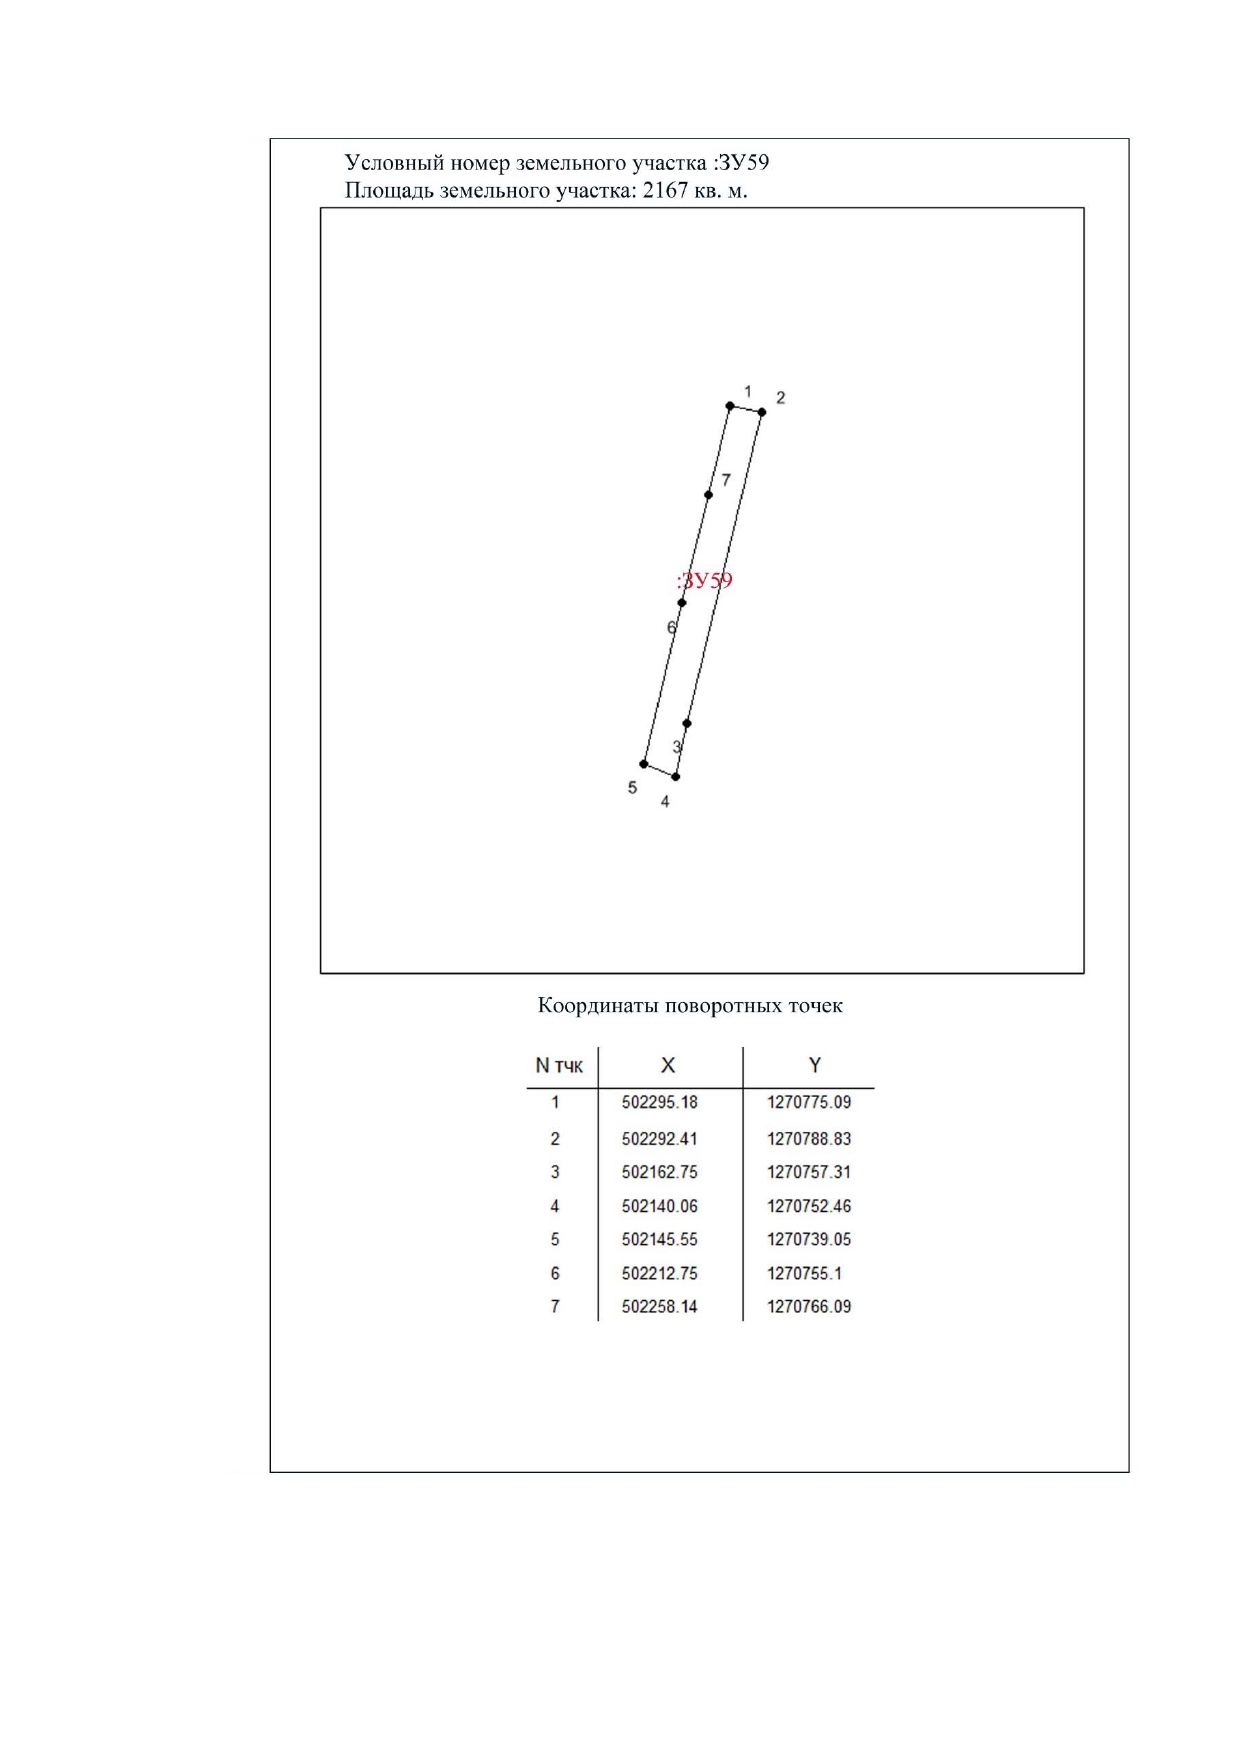 Условный номер земельного участка :ЗУ59
Площадь земельного участка: 2167 кв. м.
1
2
7
:ЗУ59
6
3
5
4
Координаты поворотных точек
N тчк X Y
1 502295.18 1270775.09
2 502292.41 1270788.83
3 502162.75 1270757.31
4 502140.06 1270752.46
5 502145.55 1270739.05
6 502212.75 1270755.1
7 502258.14 1270766.09